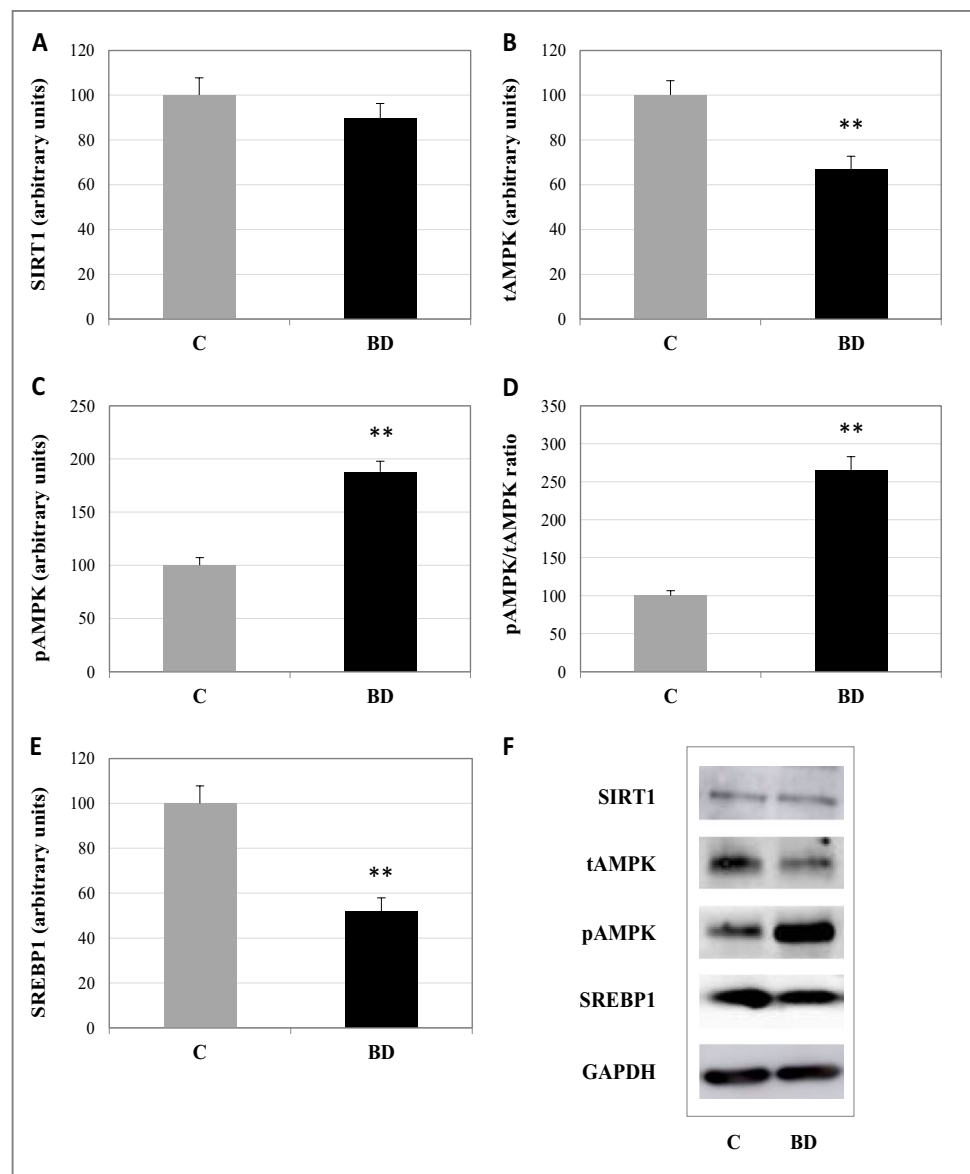 A
SIRT1 (arbitrary units)
120
100
80
60
40
20
0
C BD
B
tAMPK (arbitrary units)
120
100
80
60
40
20
0
**
C BD
C
pAMPK (arbitrary units)
250
200
150
100
50
0
**
C BD
D
pAMPK/tAMPK ratio
350
300
250
200
150
100
50
0
**
C BD
E
SREBP1 (arbitrary units)
120
100
80
60
40
20
0
**
C BD
F
SIRT1
tAMPK
pAMPK
SREBP1
GAPDH
C BD